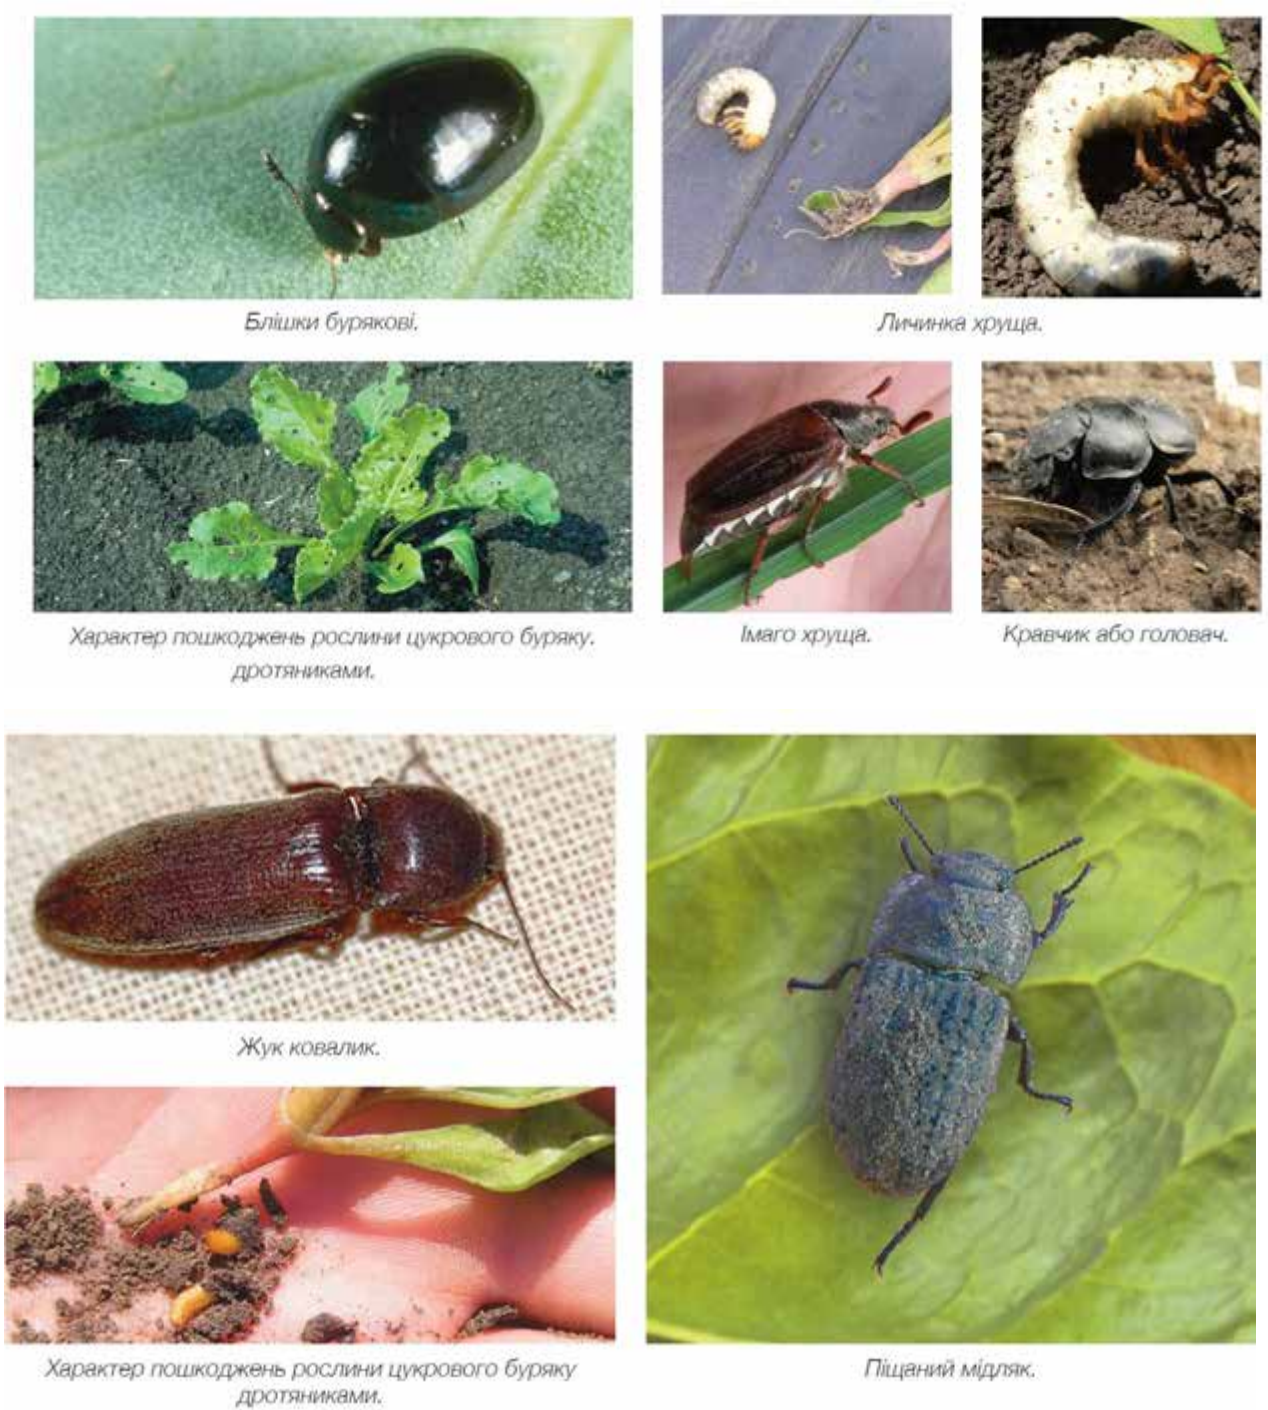 Блішки бурякові.
Личинка хруща.
Характер пошкоджень рослини цукрового буряку.
дротяниками.
Імаго хруща.
Кравчик або головач.
Жук ковалик.
Характер пошкоджень рослини цукрового буряку
дротяниками.
Піщаний мідляк.